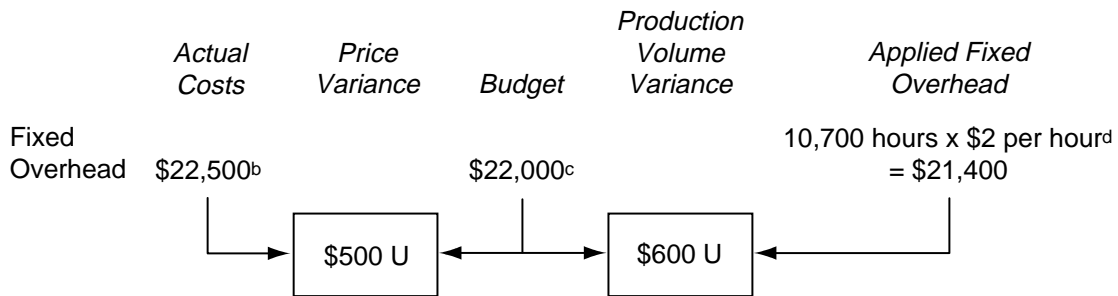 Actual Costs
Price Variance
Budget
Production Volume Variance
Applied Fixed Overhead
Fixed Overhead
$22,500b
$22,000c
10,700 hours x $2 per hourd
= $21,400
$500 U
$600 U